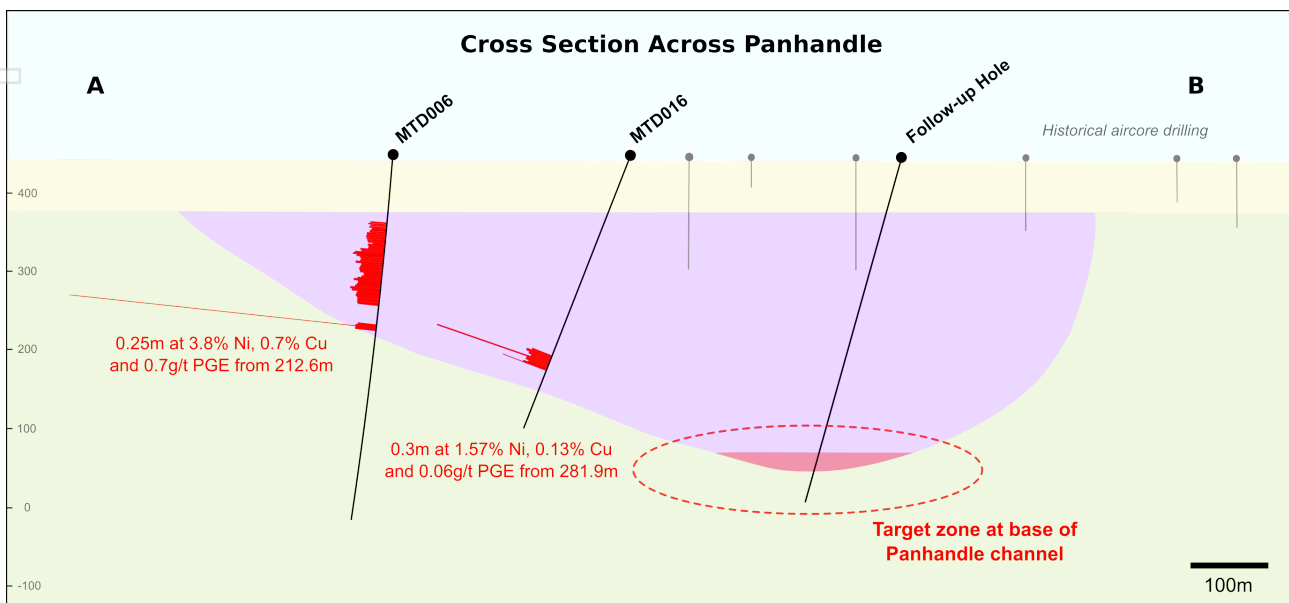 Cross Section Across Panhandle
A
B
MTD006
MTD016
Follow-up Hole
Historical aircore drilling
400
300
200
100
0
-100
0.25m at 3.8% Ni, 0.7% Cu
and 0.7g/t PGE from 212.6m
0.3m at 1.57% Ni, 0.13% Cu
and 0.06g/t PGE from 281.9m
Target zone at base of
Panhandle channel
100m